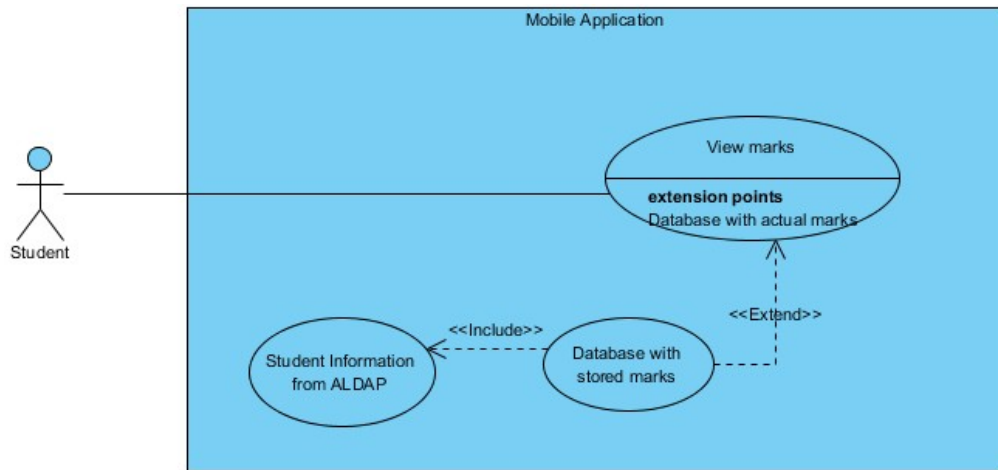 Mobile Application
View marks
extension points
Database with actual marks
Student
<<Extend>>
<<Include>>
Student Information
from ALDAP
Database with
stored marks